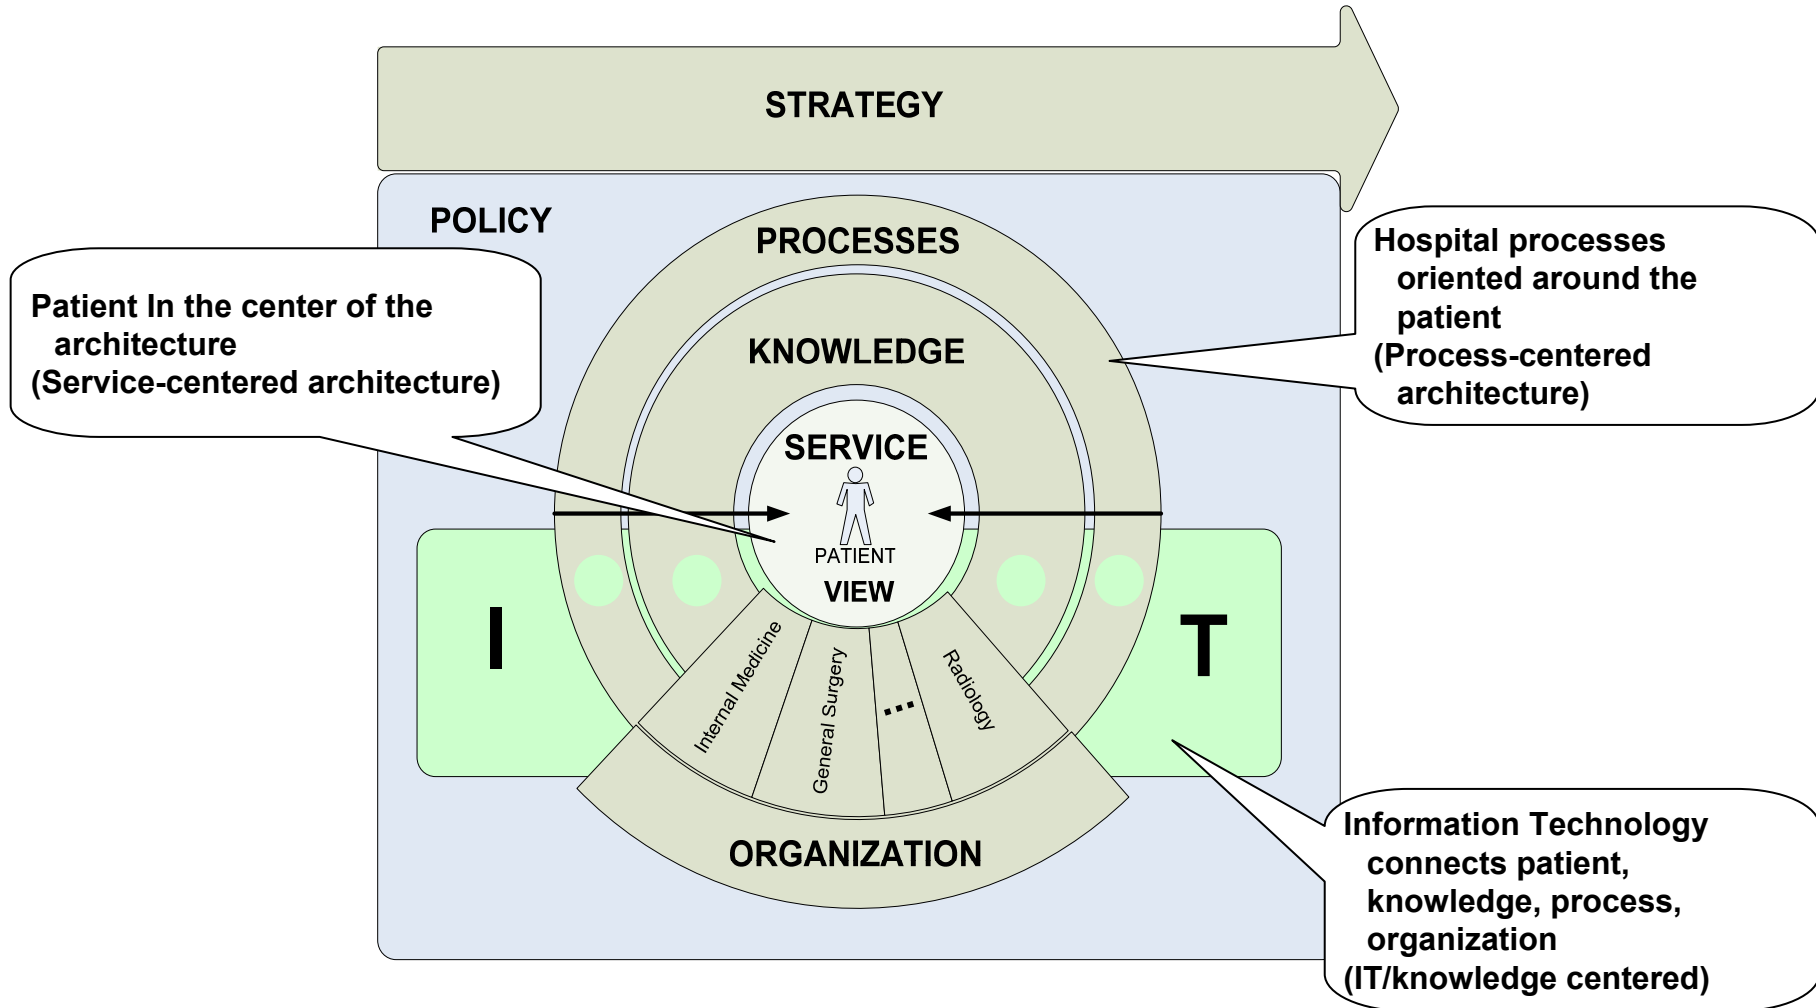 STRATEGY
POLICY
PROCESSES
Hospital processes
oriented around the
patient
(Process-centered
architecture)
Patient In the center of the
architecture
(Service-centered architecture)
KNOWLEDGE
SERVICE
PATIENT
VIEW
I
T
Internal Medicine
General Surgery
...
Radiology
ORGANIZATION
Information Technology
connects patient,
knowledge, process,
organization
(IT/knowledge centered)